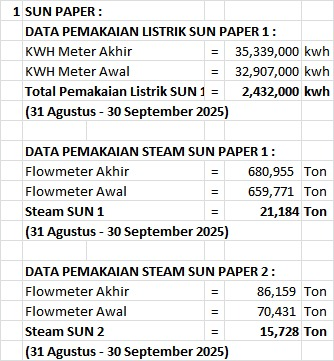 1 SUN PAPER :
DATA PEMAKAIAN LISTRIK SUN PAPER 1 :
KWH Meter Akhir = 35,339,000 kwh
KWH Meter Awal = 32,907,000 kwh
Total Pemakaian Listrik SUN 1 = 2,432,000 kwh
(31 Agustus - 30 September 2025)
DATA PEMAKAIAN STEAM SUN PAPER 1 :
Flowmeter Akhir = 680,955 Ton
Flowmeter Awal = 659,771 Ton
Steam SUN 1 = 21,184 Ton
(31 Agustus - 30 September 2025)
DATA PEMAKAIAN STEAM SUN PAPER 2 :
Flowmeter Akhir = 86,159 Ton
Flowmeter Awal = 70,431 Ton
Steam SUN 2 = 15,728 Ton
(31 Agustus - 30 September 2025)